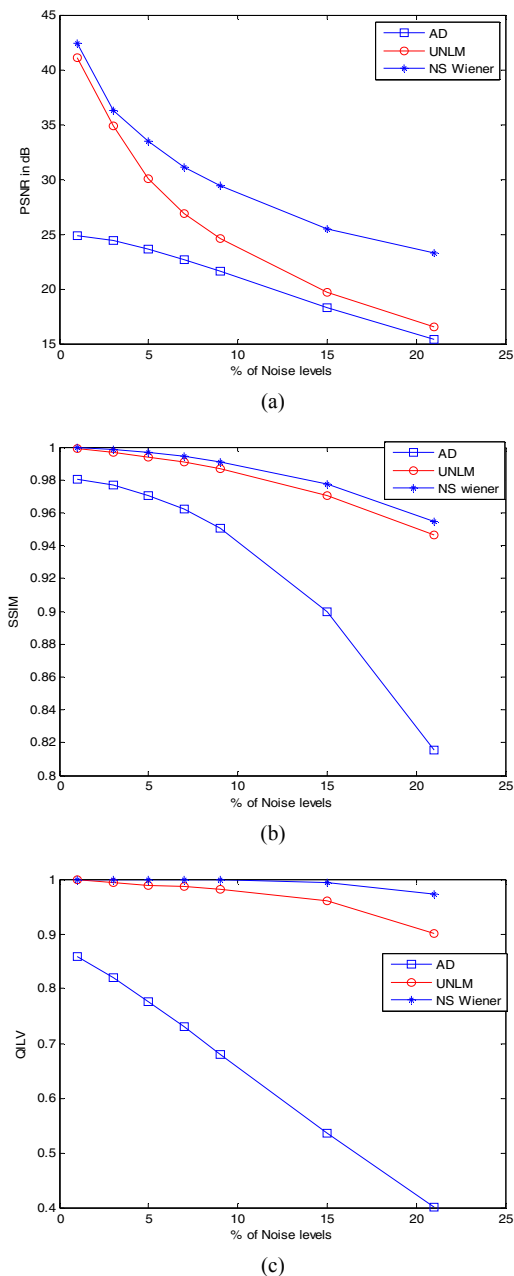 45
40
35
30
25
20
15
PSNR in dB
AD
UNLM
NS Wiener
0 5 10 15 20 25
% of Noise levels
(a)
1
0.98
0.96
0.94
0.92
0.9
0.88
0.86
0.84
0.82
0.8
SSIM
AD
UNLM
NS wiener
0 5 10 15 20 25
% of Noise levels
(b)
1
0.9
0.8
0.7
0.6
0.5
0.4
QILV
AD
UNLM
NS Wiener
0 5 10 15 20 25
% of Noise levels
(c)